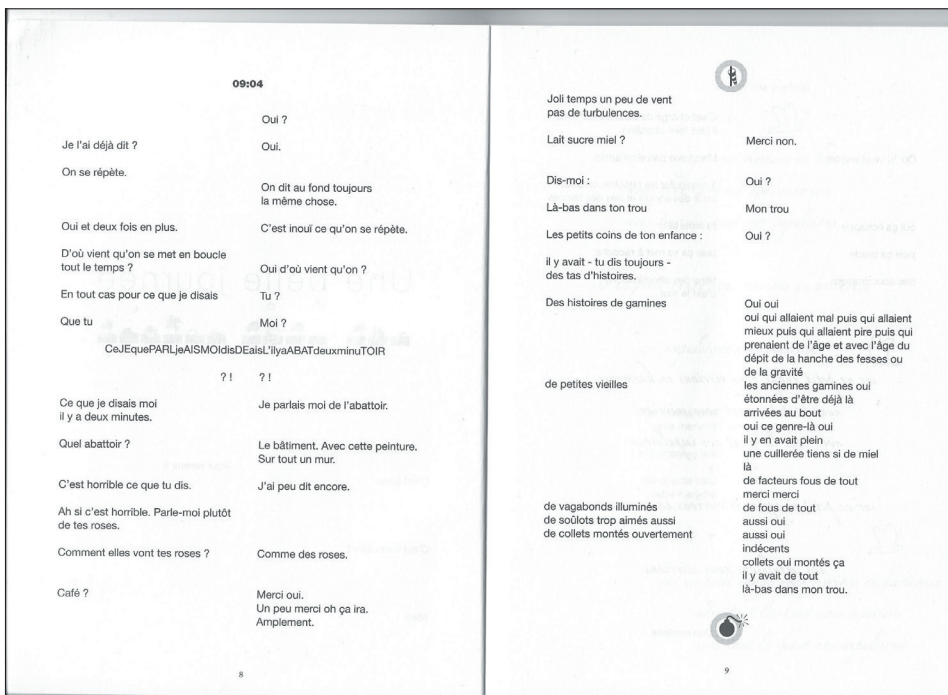 09:04
Oui ?
Je l'ai déjà dit ? Oui.
On se répète.
On dit au fond toujours
la même chose.
Oui et deux fois en plus. C'est inouï ce qu'on se répète.
D'où vient qu'on se met en boucle
tout le temps ? Oui d'où vient qu'on ?
En tout cas pour ce que je disais Tu ?
Que tu Moi ?
CeJEquePARLjeAISMOIdisDEaisL'ilyaABATdeuxminuTOIR
? ! ? !
Ce que je disais moi Je parlais moi de l'abattoir.
il y a deux minutes.
Quel abattoir ? Le bâtiment. Avec cette peinture.
Sur tout un mur.
C'est horrible ce que tu dis. J'ai peu dit encore.
Ah si c'est horrible. Parle-moi plutôt
de tes roses.
Comment elles vont tes roses ? Comme des roses.
Café ? Merci oui.
Un peu merci oh ça ira.
Amplement.
8
Joli temps un peu de vent
pas de turbulences.
Lait sucre miel ? Merci non.
Dis-moi : Oui ?
Là-bas dans ton trou Mon trou
Les petits coins de ton enfance : Oui ?
il y avait - tu dis toujours -
des tas d'histoires.
Des histoires de gamines Oui oui
oui qui allaient mal puis qui allaient
mieux puis qui allaient pire puis qui
prenaient de l'âge et avec l'âge du
dépit de la hanche des fesses ou
de la gravité
de petites vieilles les anciennes gamines oui
étonnées d'être déjà là
arrivées au bout
oui ce genre-là oui
il y en avait plein
une cuillerée tiens si de miel
là
de facteurs fous de tout
merci merci
de vagabonds illuminés de fous de tout
de soûlots trop aimés aussi aussi oui
de collets montés ouvertement aussi oui
indécents
collets oui montés ça
il y avait de tout
là-bas dans mon trou.
9